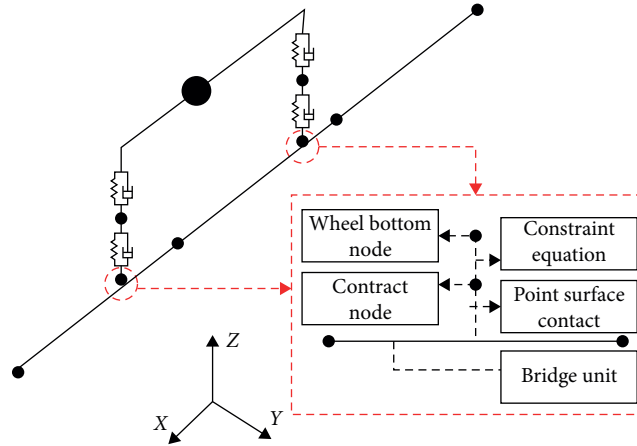 Wheel bottom
node
Constraint
equation
Contract
node
Point surface
contact
Bridge unit
Z
X
Y